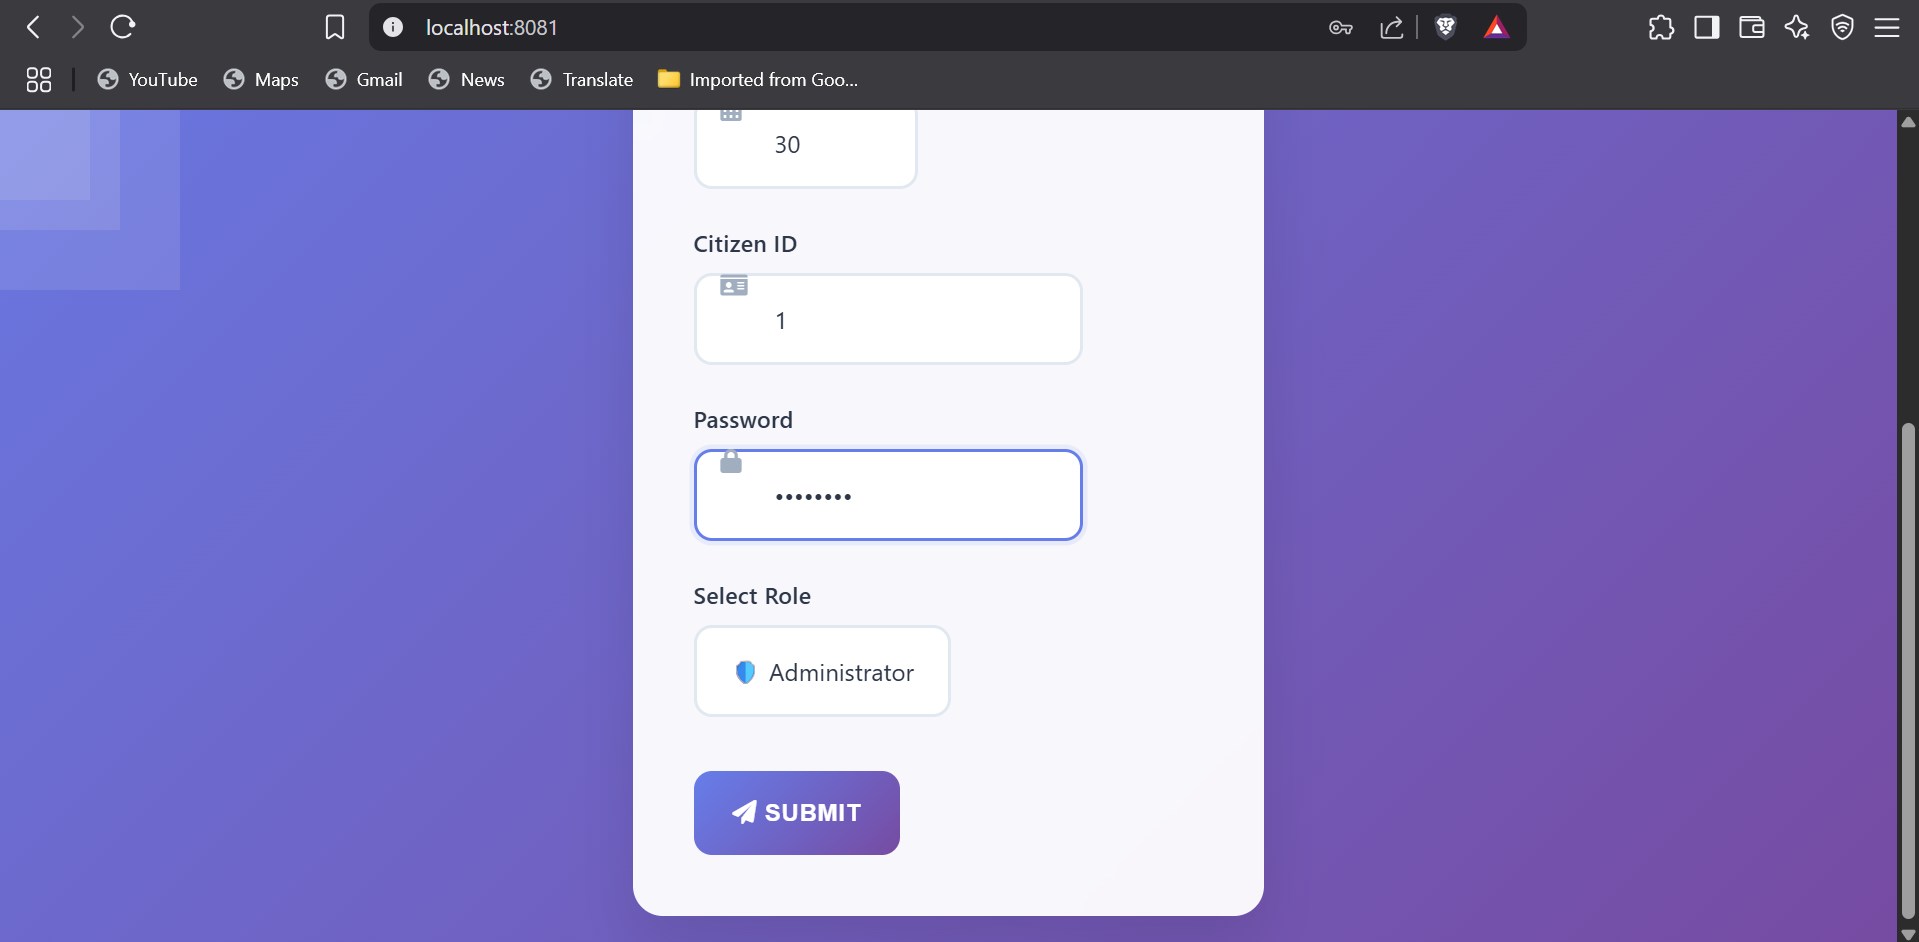 localhost:8081
YouTube
Maps
Gmail
News
Translate
Imported from Goo...
30
Citizen ID
1
Password
••••••••
Select Role
Administrator
SUBMIT